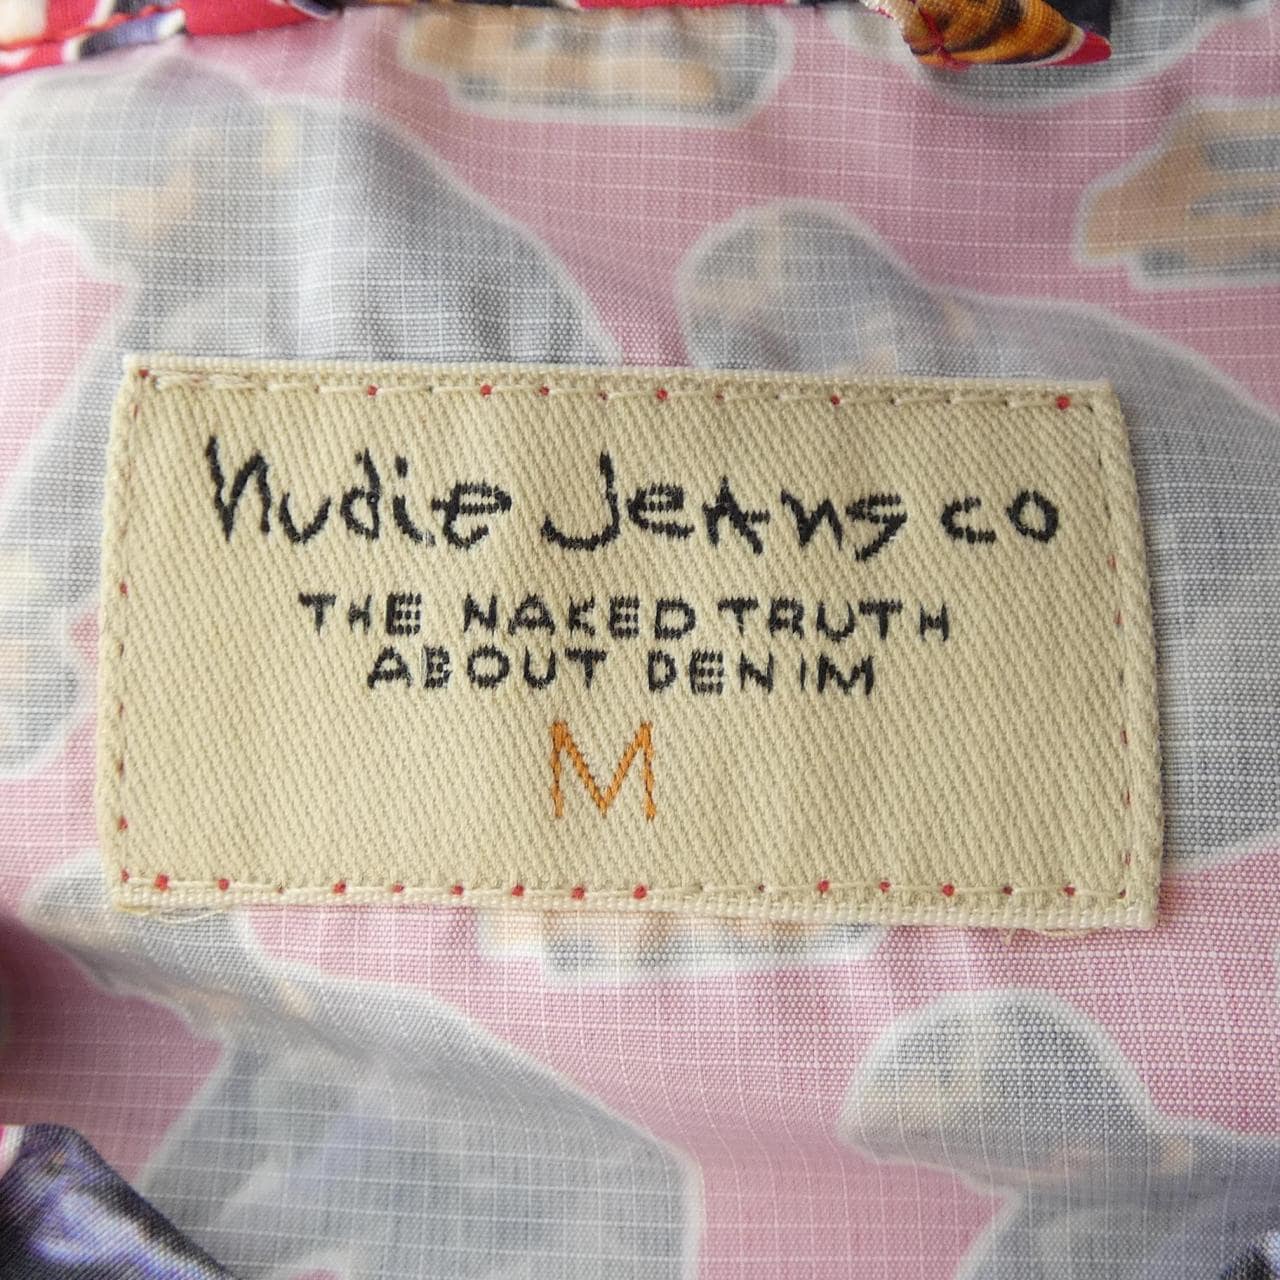 Nudie Jeans co
THE NAKED TRUTH
ABOUT DENIM
M